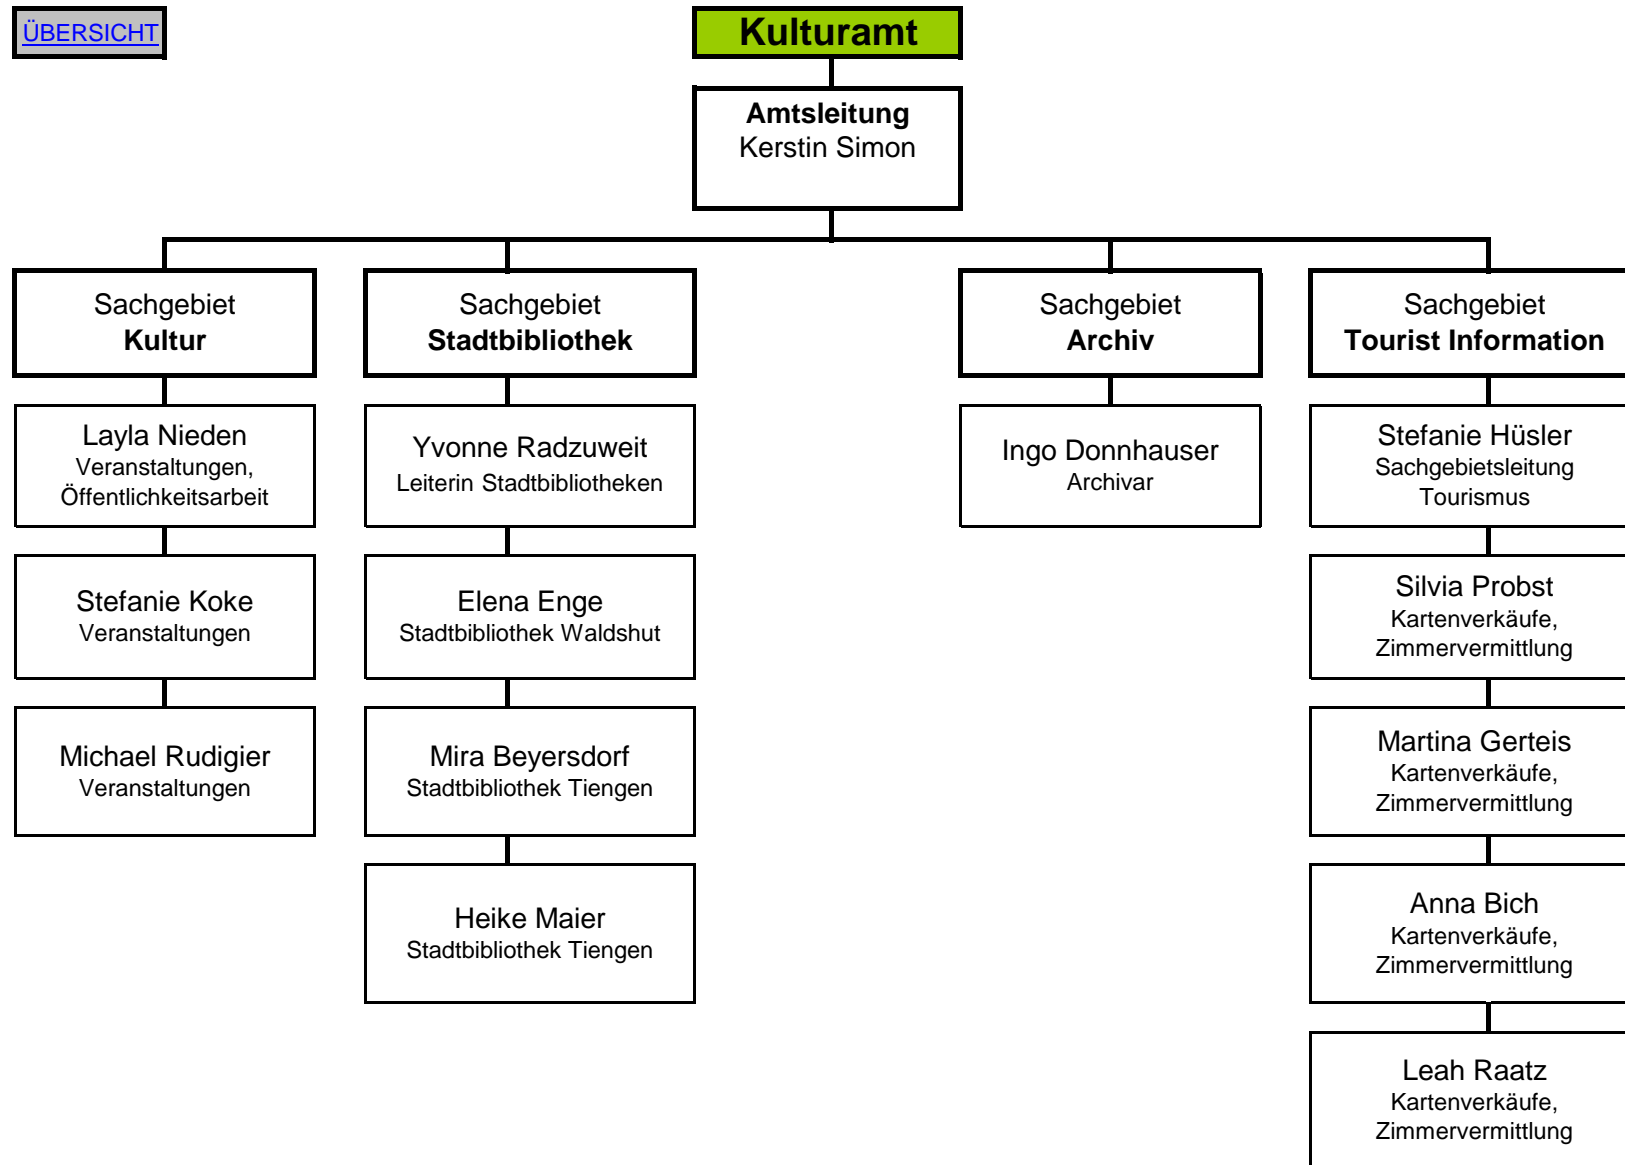 ÜBERSICHT
Kulturamt
Amtsleitung
Kerstin Simon
Sachgebiet
Kultur
Layla Nieden
Veranstaltungen,
Öffentlichkeitsarbeit
Stefanie Koke
Veranstaltungen
Michael Rudigier
Veranstaltungen
Sachgebiet
Stadtbibliothek
Yvonne Radzuweit
Leiterin Stadtbibliotheken
Elena Enge
Stadtbibliothek Waldshut
Mira Beyersdorf
Stadtbibliothek Tiengen
Heike Maier
Stadtbibliothek Tiengen
Sachgebiet
Archiv
Ingo Donnhauser
Archivar
Sachgebiet
Tourist Information
Stefanie Hüsler
Sachgebietsleitung
Tourismus
Silvia Probst
Kartenverkäufe,
Zimmervermittlung
Martina Gerteis
Kartenverkäufe,
Zimmervermittlung
Anna Bich
Kartenverkäufe,
Zimmervermittlung
Leah Raatz
Kartenverkäufe,
Zimmervermittlung